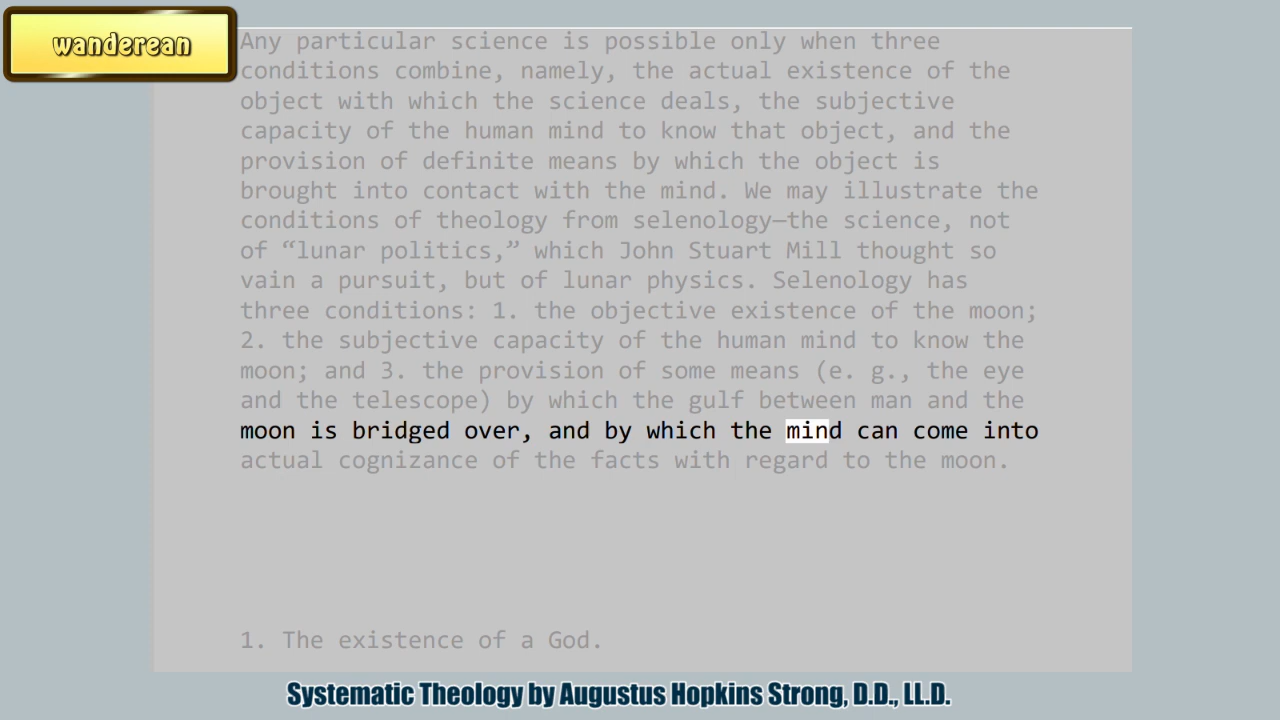 wanderean
Any particular science is possible only when three
conditions combine, namely, the actual existence of the
object with which the science deals, the subjective
capacity of the human mind to know that object, and the
provision of definite means by which the object is
brought into contact with the mind. We may illustrate the
conditions of theology from selenology—the science, not
of “lunar politics,” which John Stuart Mill thought so
vain a pursuit, but of lunar physics. Selenology has
three conditions: 1. the objective existence of the moon;
2. the subjective capacity of the human mind to know the
moon; and 3. the provision of some means (e. g., the eye
and the telescope) by which the gulf between man and the
moon is bridged over, and by which the mind can come into
actual cognizance of the facts with regard to the moon.
1. The existence of a God.
Systematic Theology by Augustus Hopkins Strong, D.D., LL.D.